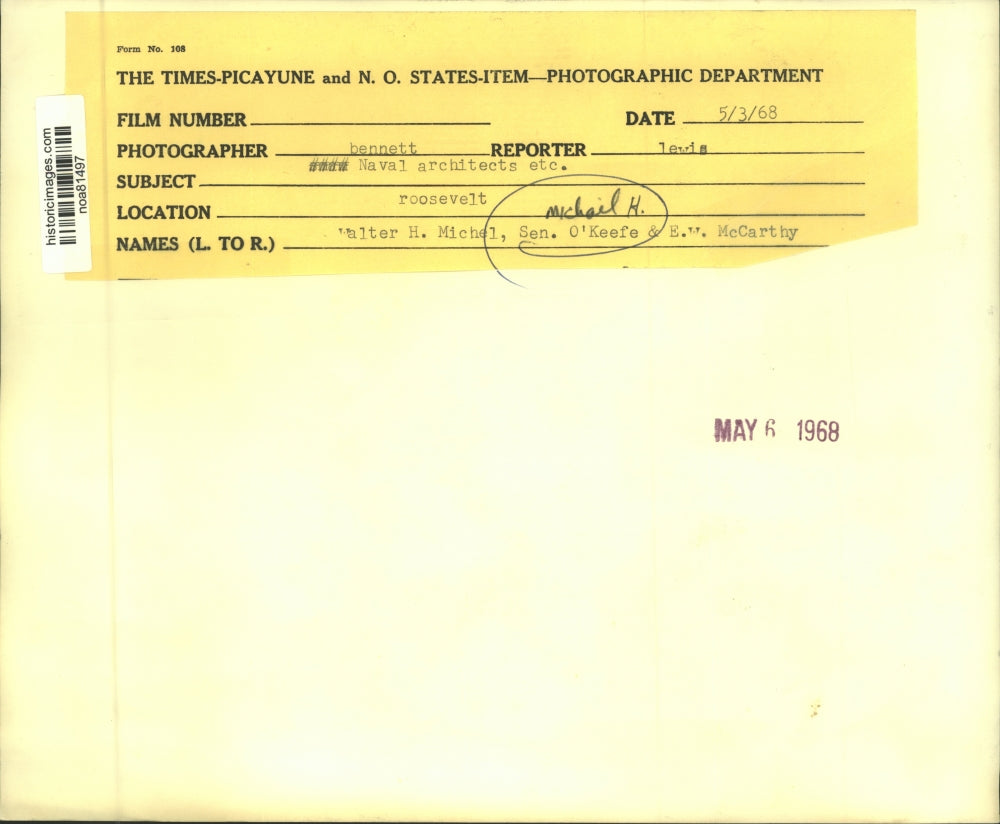 Form No. 108
THE TIMES-PICAYUNE and N. O. STATES-ITEM—PHOTOGRAPHIC DEPARTMENT
FILM NUMBER
DATE 5/3/68
PHOTOGRAPHER bennett REPORTER lewis
SUBJECT #### Naval architects etc.
LOCATION roosevelt
Michail H.
NAMES (L. TO R.) Walter H. Michel, Sen. O'Keefe & E.W. McCarthy
MAY 6 1968
historicimages.com
noa81497